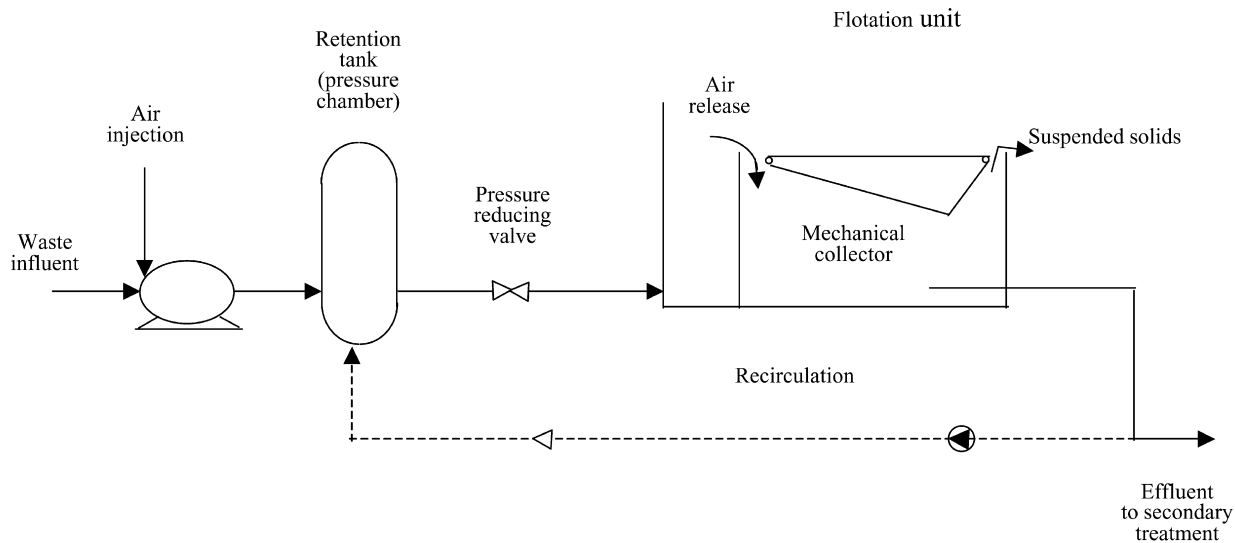 Flotation unit
Retention
tank
(pressure
chamber)
Air
release
Air
injection
Suspended solids
Pressure
reducing
valve
Waste
influent
Mechanical
collector
Recirculation
Effluent
to secondary
treatment